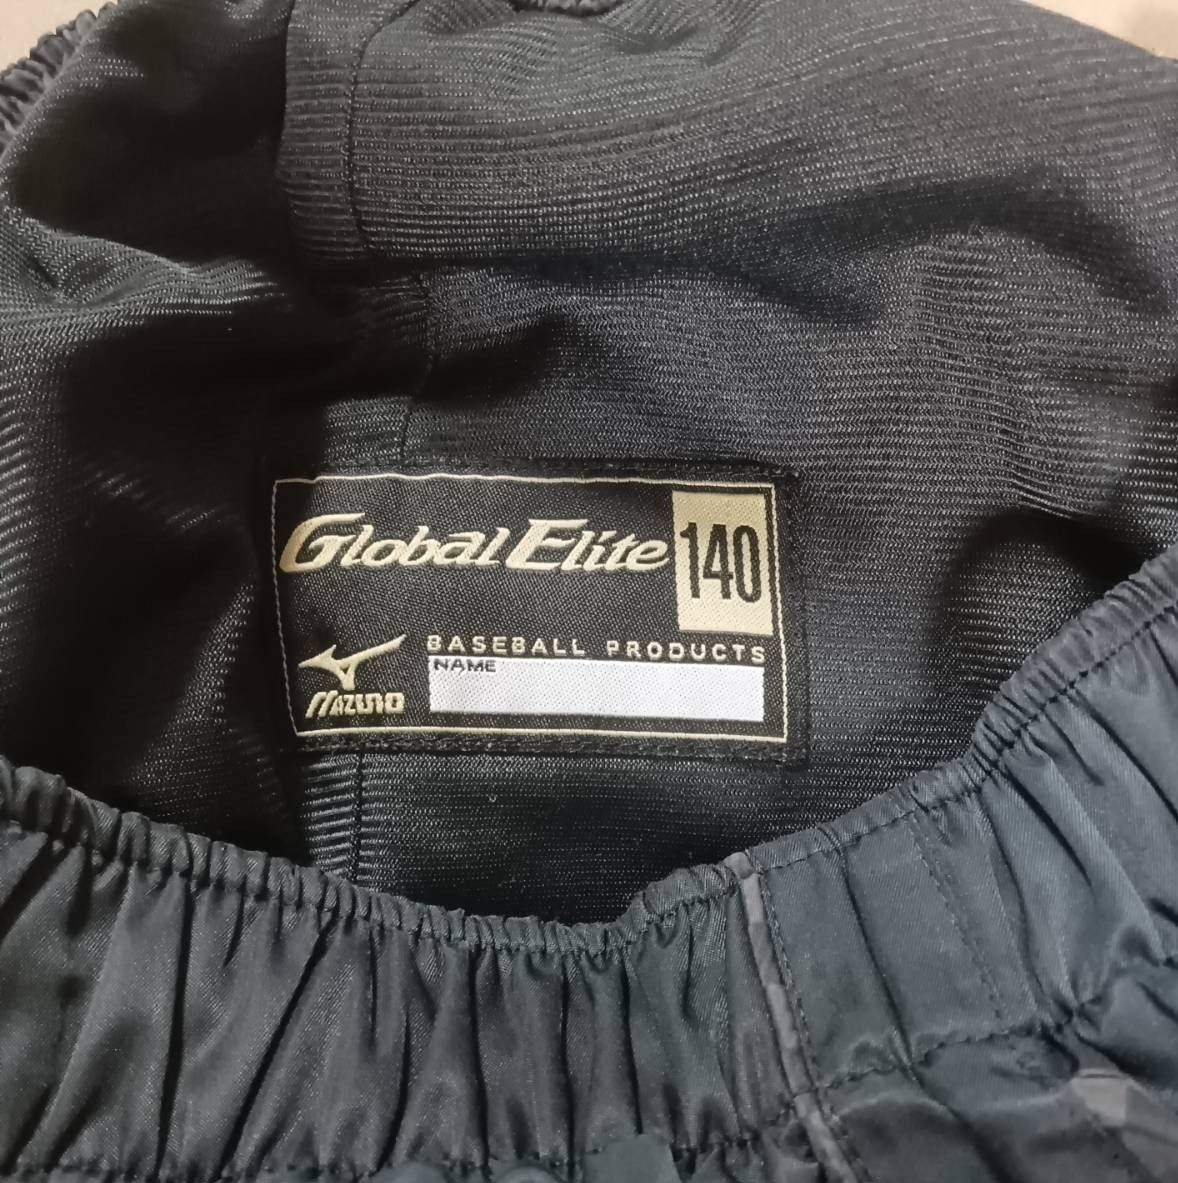 Global Elite 140
BASEBALL PRODUCTS
NAME
MIZUNO